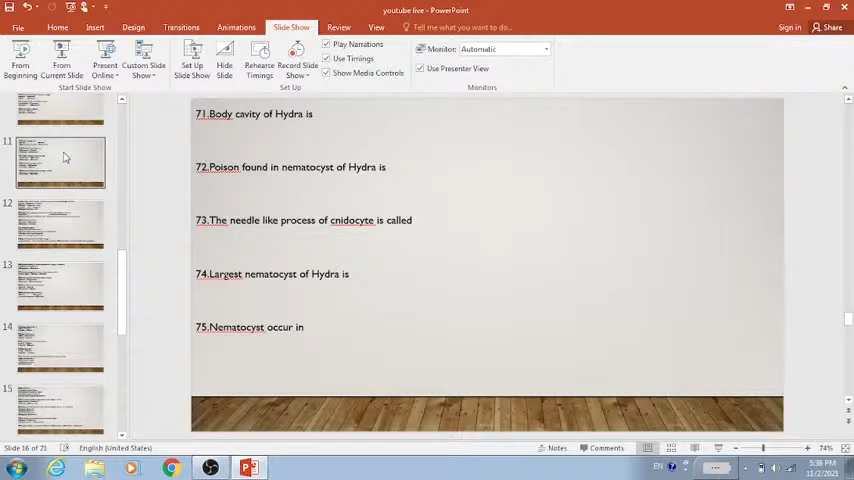 youtube live - PowerPoint
File Home Insert Design Transitions Animations Slide Show Review View Tell me what you want to do... Sign in Share
From Beginning
From Current Slide
Present Online
Custom Slide Show
Set Up Slide Show
Hide Slide
Rehearse Timings
Record Slide Show
Play Narrations
Use Timings
Show Media Controls
Monitor: Automatic
Use Presenter View
Start Slide Show Set Up Monitors
11
12
13
14
15
71.Body cavity of Hydra is
72.Poison found in nematocyst of Hydra is
73.The needle like process of cnidocyte is called
74.Largest nematocyst of Hydra is
75.Nematocyst occur in
Slide 16 of 21 English (United States) Notes Comments 74%
EN 5:38 PM
11/2/2021